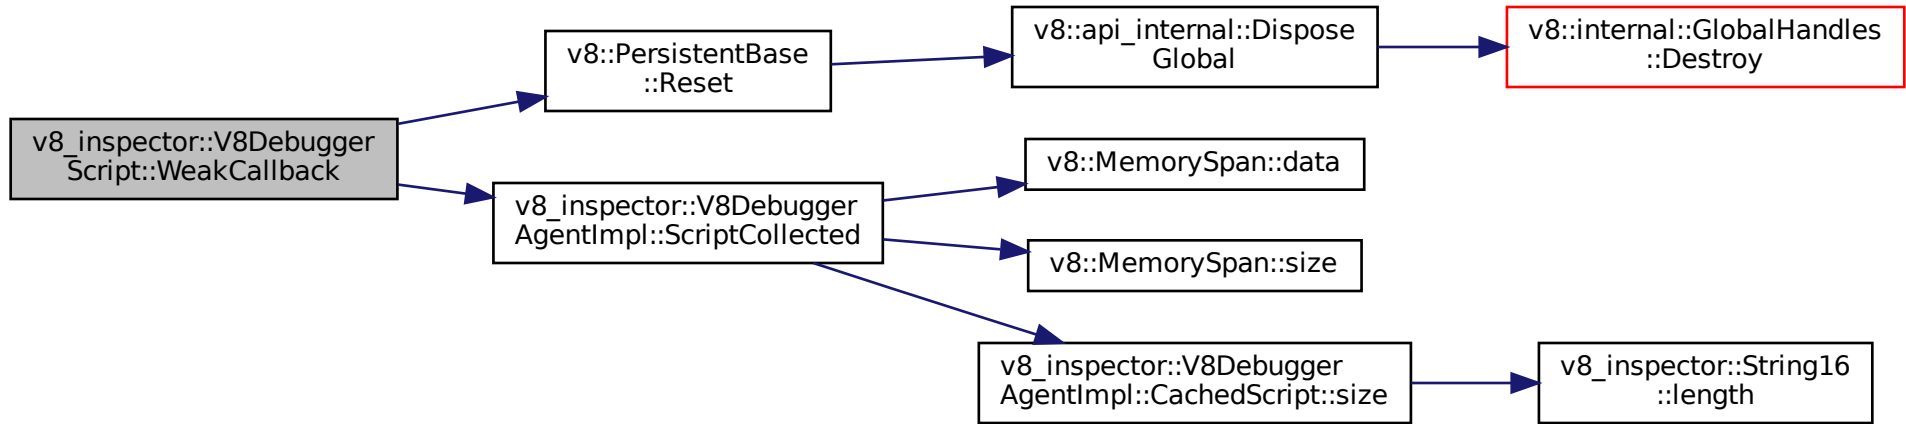 v8_inspector::V8Debugger
Script::WeakCallback
v8::PersistentBase
::Reset
v8::api_internal::Dispose
Global
v8::internal::GlobalHandles
::Destroy
v8_inspector::V8Debugger
AgentImpl::ScriptCollected
v8::MemorySpan::data
v8::MemorySpan::size
v8_inspector::V8Debugger
AgentImpl::CachedScript::size
v8_inspector::String16
::length